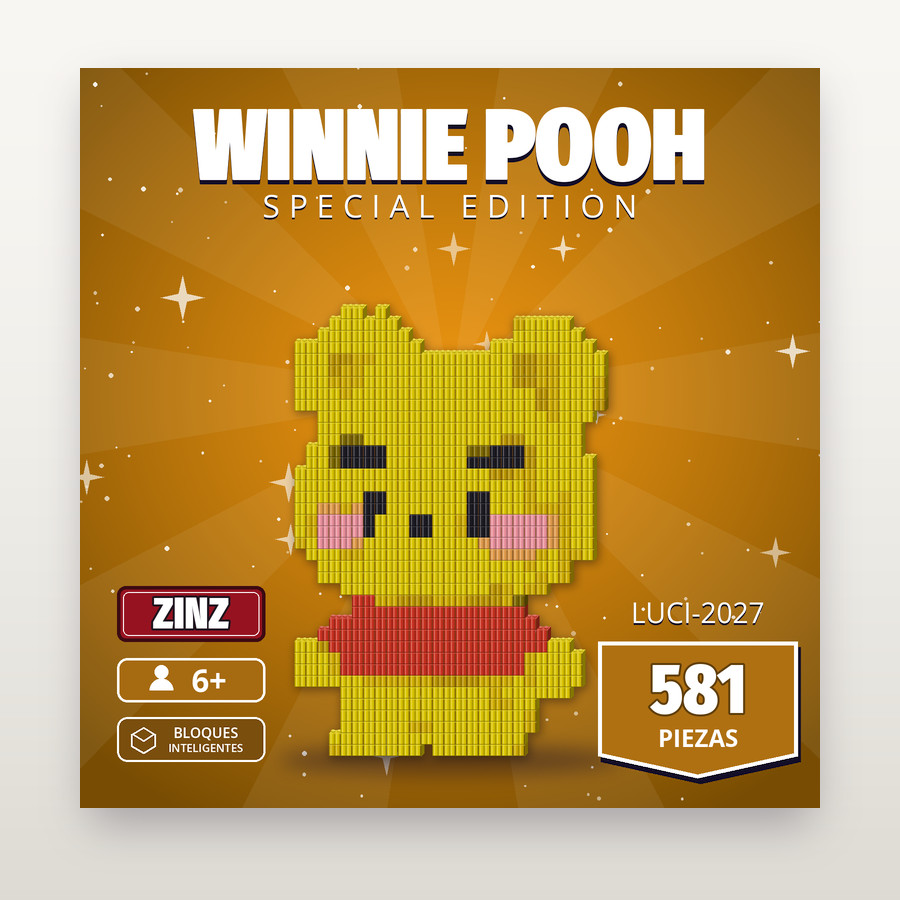 WINNIE POOH
SPECIAL EDITION
ZINZ
6+
BLOQUES
INTELIGENTES
LUCI-2027
581
PIEZAS